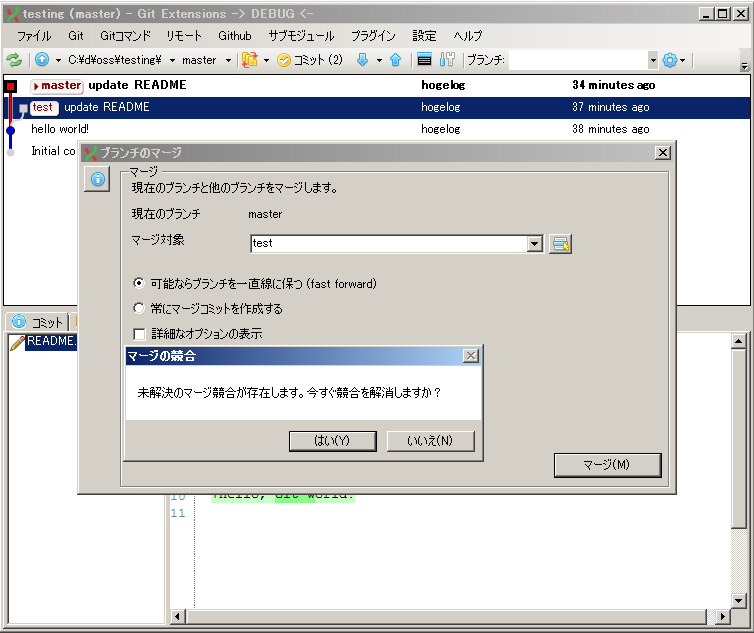 testing (master) - Git Extensions -> DEBUG <-
ファイル Git Gitコマンド リモート Github サブモジュール プラグイン 設定 ヘルプ
C:¥d¥oss¥testing¥ master コミット (2) ブランチ:
master update README hogelog 34 minutes ago
test update README hogelog 37 minutes ago
hello world! hogelog 38 minutes ago
Initial co
ブランチのマージ
マージ
現在のブランチと他のブランチをマージします。
現在のブランチ master
マージ対象 test
可能ならブランチを一直線に保つ (fast forward)
常にマージコミットを作成する
詳細なオプションの表示
コミット
README.
マージの競合
未解決のマージ競合が存在します。今すぐ競合を解消しますか？
はい(Y) いいえ(N)
マージ(M)
10 +Hello, Git world!
11